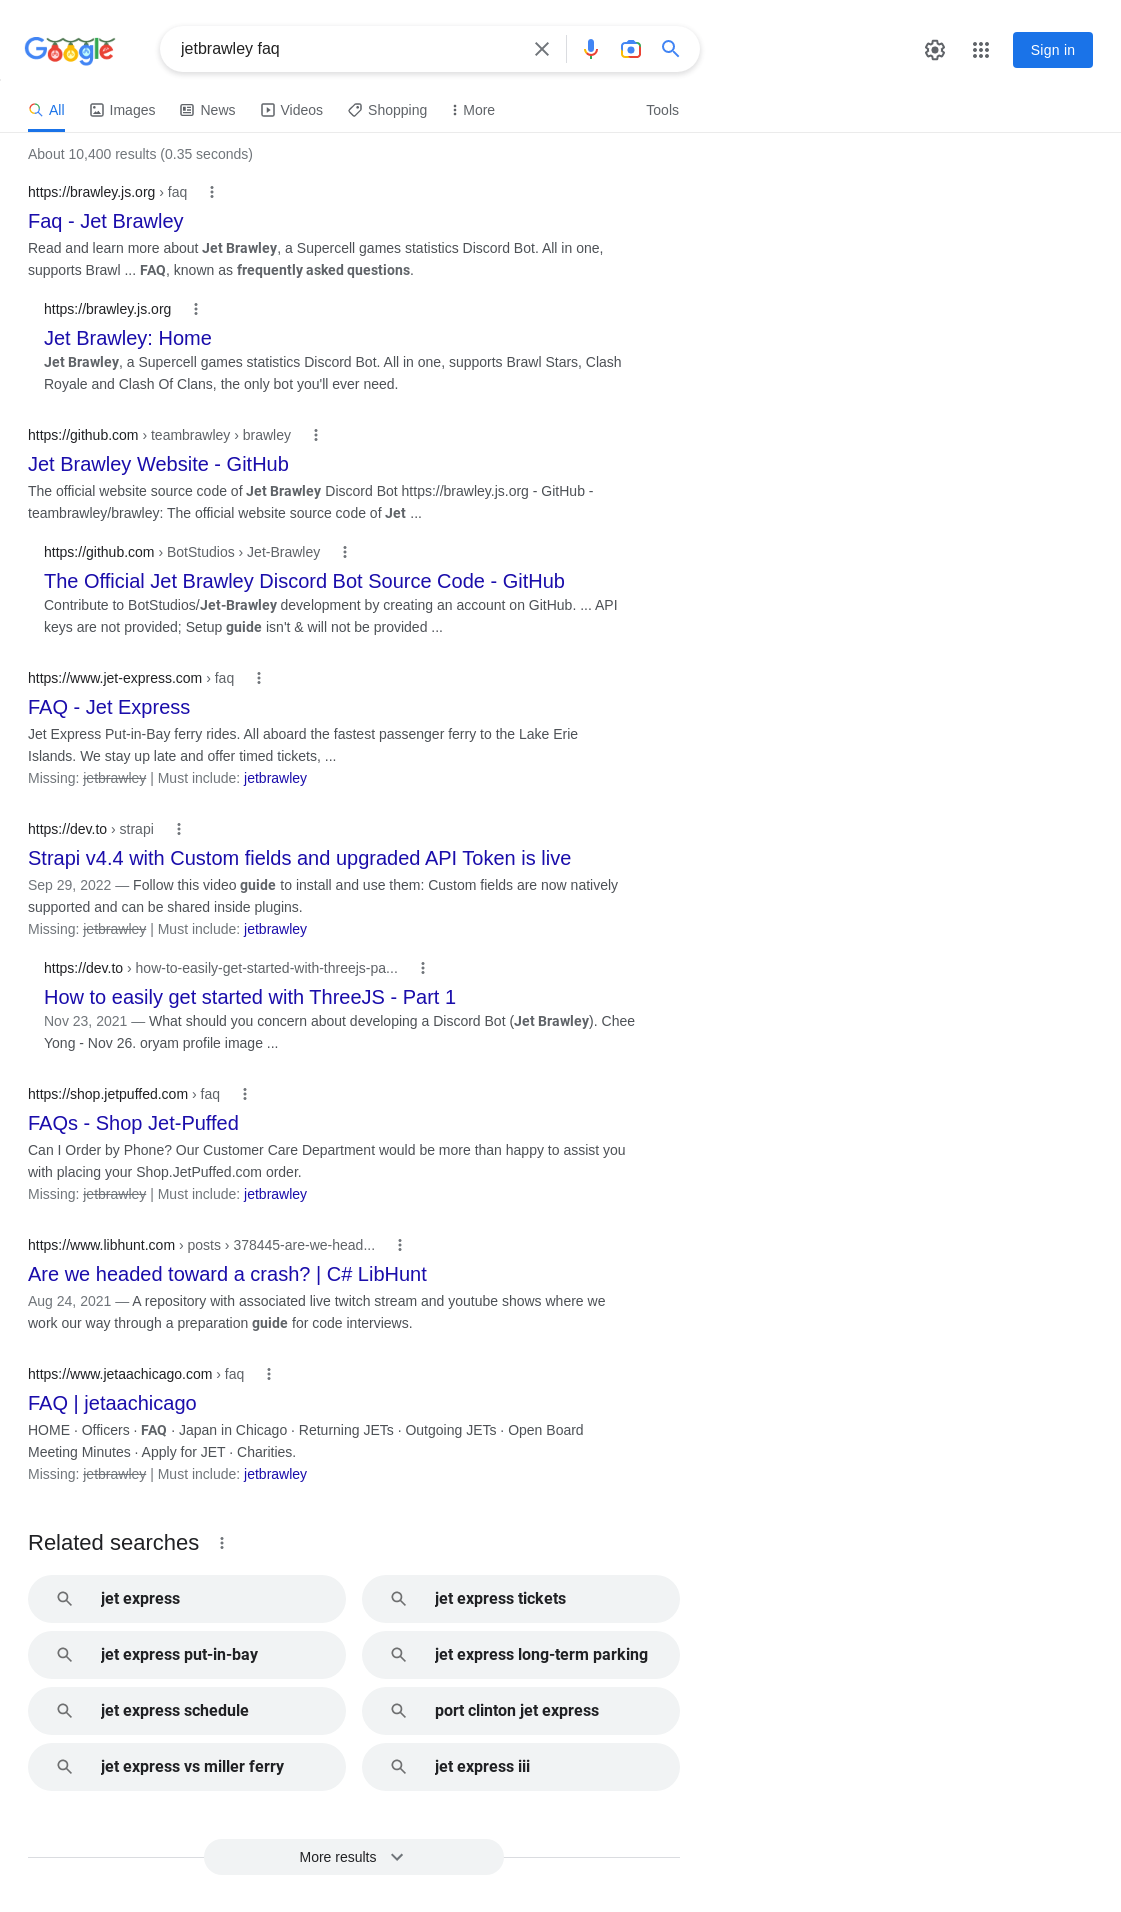 Google
jetbrawley faq
Sign in
All
Images
News
Videos
Shopping
More
Tools
About 10,400 results (0.35 seconds)
https://brawley.js.org › faq
Faq - Jet Brawley
Read and learn more about Jet Brawley, a Supercell games statistics Discord Bot. All in one,
supports Brawl ... FAQ, known as frequently asked questions.
https://brawley.js.org
Jet Brawley: Home
Jet Brawley, a Supercell games statistics Discord Bot. All in one, supports Brawl Stars, Clash
Royale and Clash Of Clans, the only bot you'll ever need.
https://github.com › teambrawley › brawley
Jet Brawley Website - GitHub
The official website source code of Jet Brawley Discord Bot https://brawley.js.org - GitHub -
teambrawley/brawley: The official website source code of Jet ...
https://github.com › BotStudios › Jet-Brawley
The Official Jet Brawley Discord Bot Source Code - GitHub
Contribute to BotStudios/Jet-Brawley development by creating an account on GitHub. ... API
keys are not provided; Setup guide isn't & will not be provided ...
https://www.jet-express.com › faq
FAQ - Jet Express
Jet Express Put-in-Bay ferry rides. All aboard the fastest passenger ferry to the Lake Erie
Islands. We stay up late and offer timed tickets, ...
Missing: jetbrawley | Must include: jetbrawley
https://dev.to › strapi
Strapi v4.4 with Custom fields and upgraded API Token is live
Sep 29, 2022 — Follow this video guide to install and use them: Custom fields are now natively
supported and can be shared inside plugins.
Missing: jetbrawley | Must include: jetbrawley
https://dev.to › how-to-easily-get-started-with-threejs-pa...
How to easily get started with ThreeJS - Part 1
Nov 23, 2021 — What should you concern about developing a Discord Bot (Jet Brawley). Chee
Yong - Nov 26. oryam profile image ...
https://shop.jetpuffed.com › faq
FAQs - Shop Jet-Puffed
Can I Order by Phone? Our Customer Care Department would be more than happy to assist you
with placing your Shop.JetPuffed.com order.
Missing: jetbrawley | Must include: jetbrawley
https://www.libhunt.com › posts › 378445-are-we-head...
Are we headed toward a crash? | C# LibHunt
Aug 24, 2021 — A repository with associated live twitch stream and youtube shows where we
work our way through a preparation guide for code interviews.
https://www.jetaachicago.com › faq
FAQ | jetaachicago
HOME · Officers · FAQ · Japan in Chicago · Returning JETs · Outgoing JETs · Open Board
Meeting Minutes · Apply for JET · Charities.
Missing: jetbrawley | Must include: jetbrawley
Related searches
jet express
jet express tickets
jet express put-in-bay
jet express long-term parking
jet express schedule
port clinton jet express
jet express vs miller ferry
jet express iii
More results